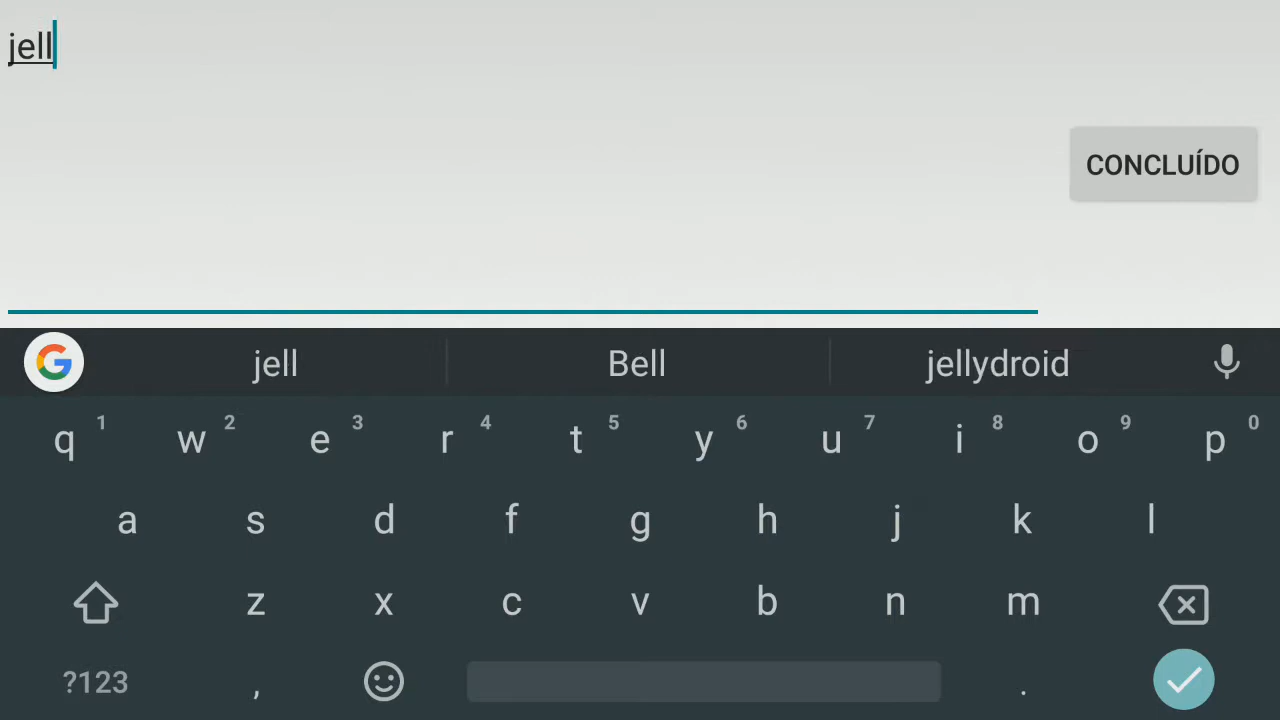 jell
CONCLUÍDO
G jell Bell jellydroid
q 1 w 2 e 3 r 4 t 5 y 6 u 7 i 8 o 9 p 0
a s d f g h j k l
z x c v b n m
?123 , .